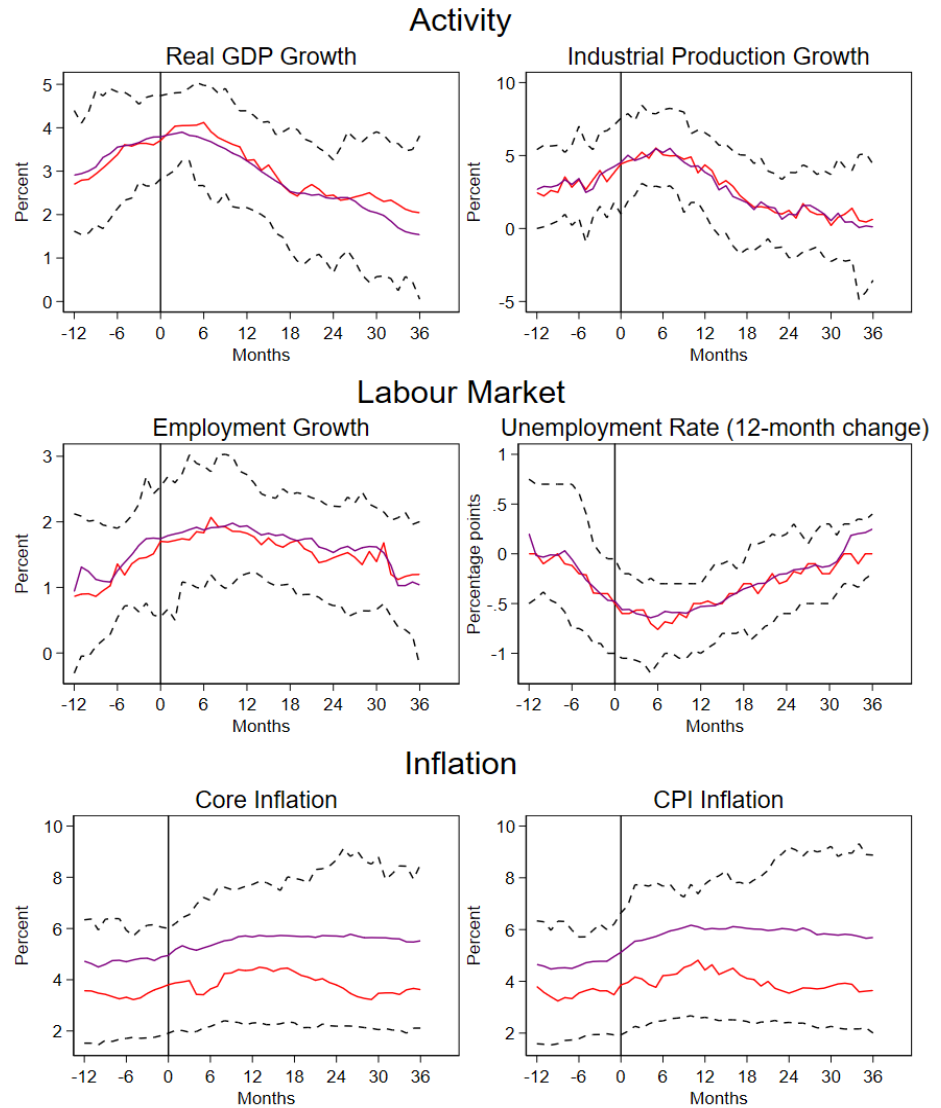 Activity
Real GDP Growth
Industrial Production Growth
Percent
5
4
3
2
1
0
-12 -6 0 6 12 18 24 30 36
Months
Percent
10
5
0
-5
-12 -6 0 6 12 18 24 30 36
Months
Labour Market
Employment Growth
Unemployment Rate (12-month change)
Percent
3
2
1
0
-12 -6 0 6 12 18 24 30 36
Months
Percentage points
1
.5
0
-.5
-1
-12 -6 0 6 12 18 24 30 36
Months
Inflation
Core Inflation
CPI Inflation
Percent
10
8
6
4
2
-12 -6 0 6 12 18 24 30 36
Months
Percent
10
8
6
4
2
-12 -6 0 6 12 18 24 30 36
Months